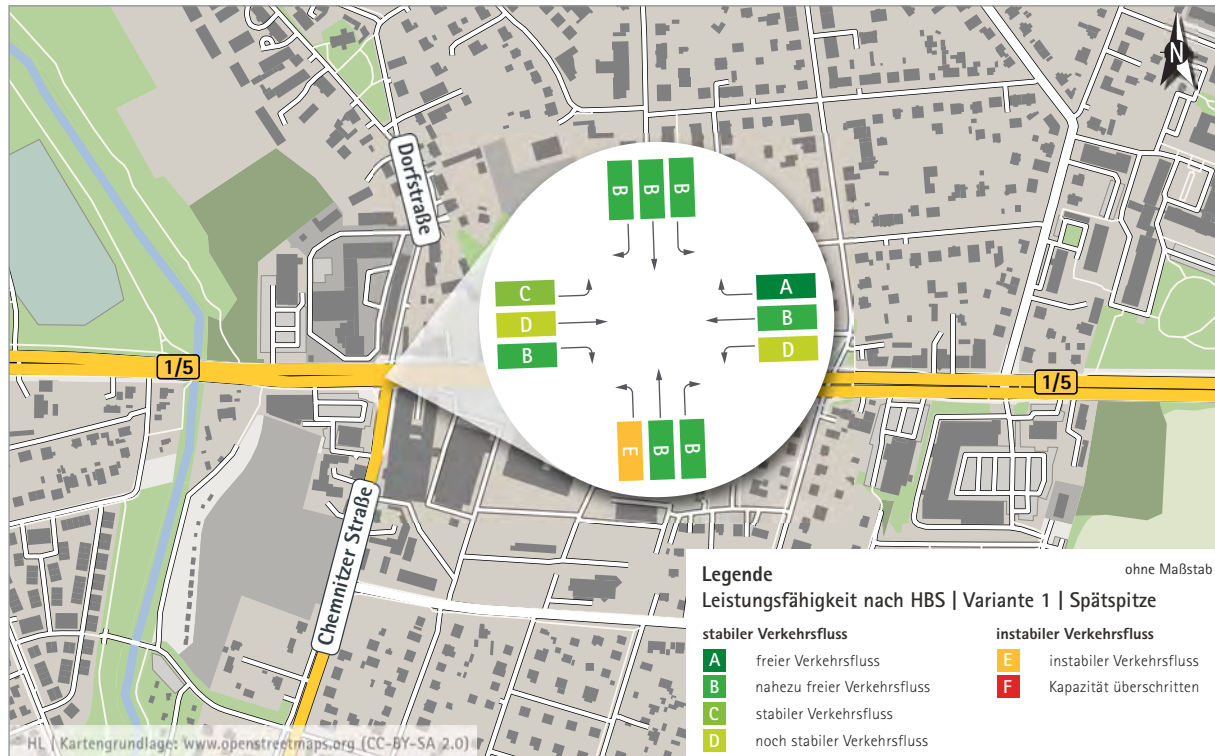 N
Dorfstraße
B B B
C
D
B
A
B
D
E B B
1/5
1/5
Chemnitzer Straße
Legende
ohne Maßstab
Leistungsfähigkeit nach HBS | Variante 1 | Spätspitze
stabiler Verkehrsfluss
A freier Verkehrsfluss
B nahezu freier Verkehrsfluss
C stabiler Verkehrsfluss
D noch stabiler Verkehrsfluss
instabiler Verkehrsfluss
E instabiler Verkehrsfluss
F Kapazität überschritten
HL | Kartengrundlage: www.openstreetmaps.org (CC-BY-SA 2.0)